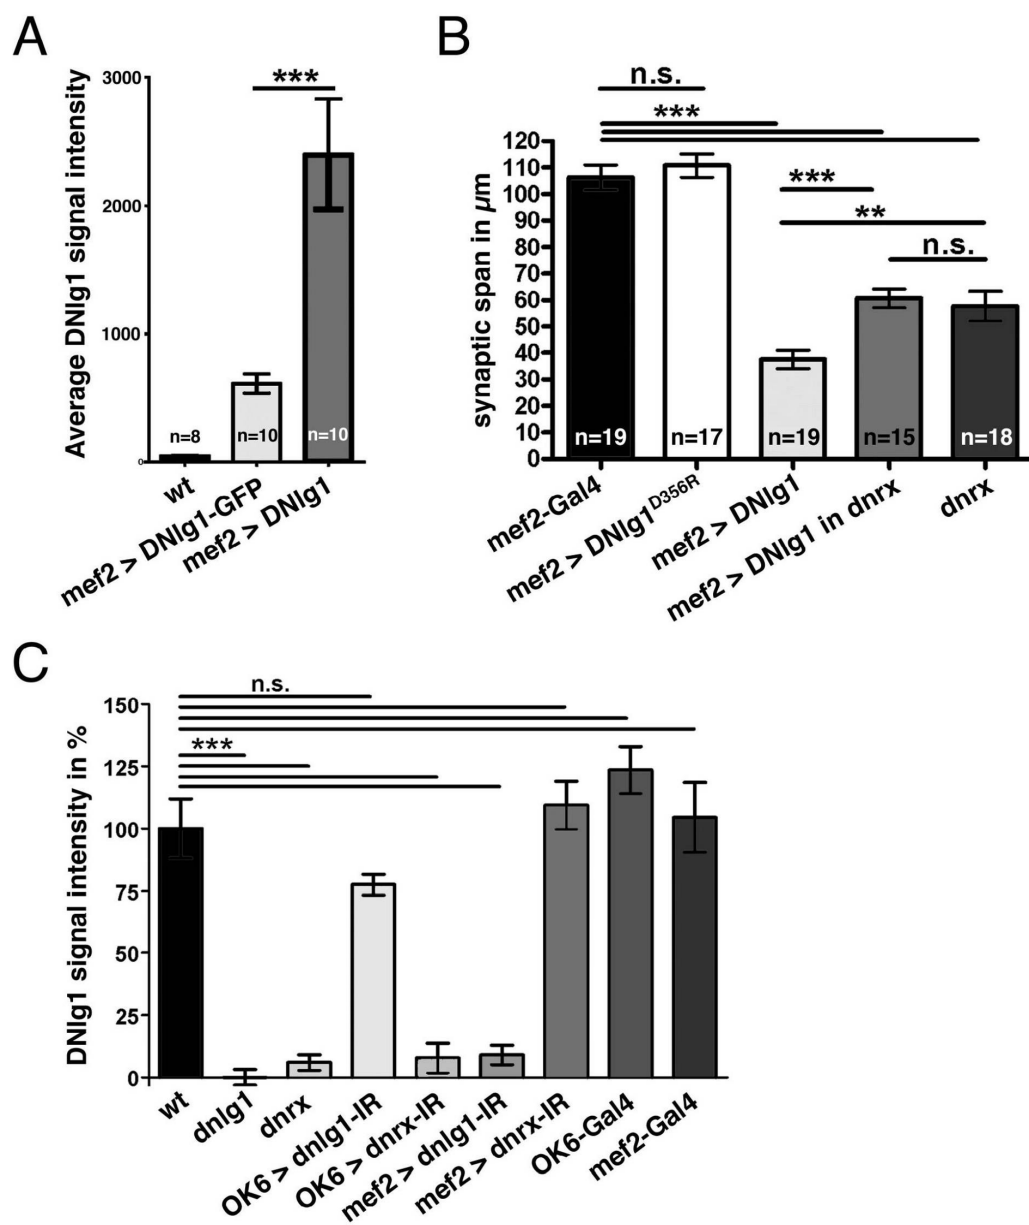 A
Average DNlg1 signal intensity
3000
2000
1000
0
***
n=8
n=10
n=10
wt
mef2 > DNlg1-GFP
mef2 > DNlg1
B
synaptic span in µm
120
110
100
90
80
70
60
50
40
30
20
10
0
n.s.
***
***
**
n.s.
n=19
n=17
n=19
n=15
n=18
mef2-Gal4
mef2 > DNlg1D356R
mef2 > DNlg1
mef2 > DNlg1 in dnrx
dnrx
C
DNlg1 signal intensity in %
150
125
100
75
50
25
0
n.s.
***
wt
dnlg1
dnrx
OK6 > dnlg1-IR
OK6 > dnrx-IR
mef2 > dnlg1-IR
mef2 > dnrx-IR
OK6-Gal4
mef2-Gal4